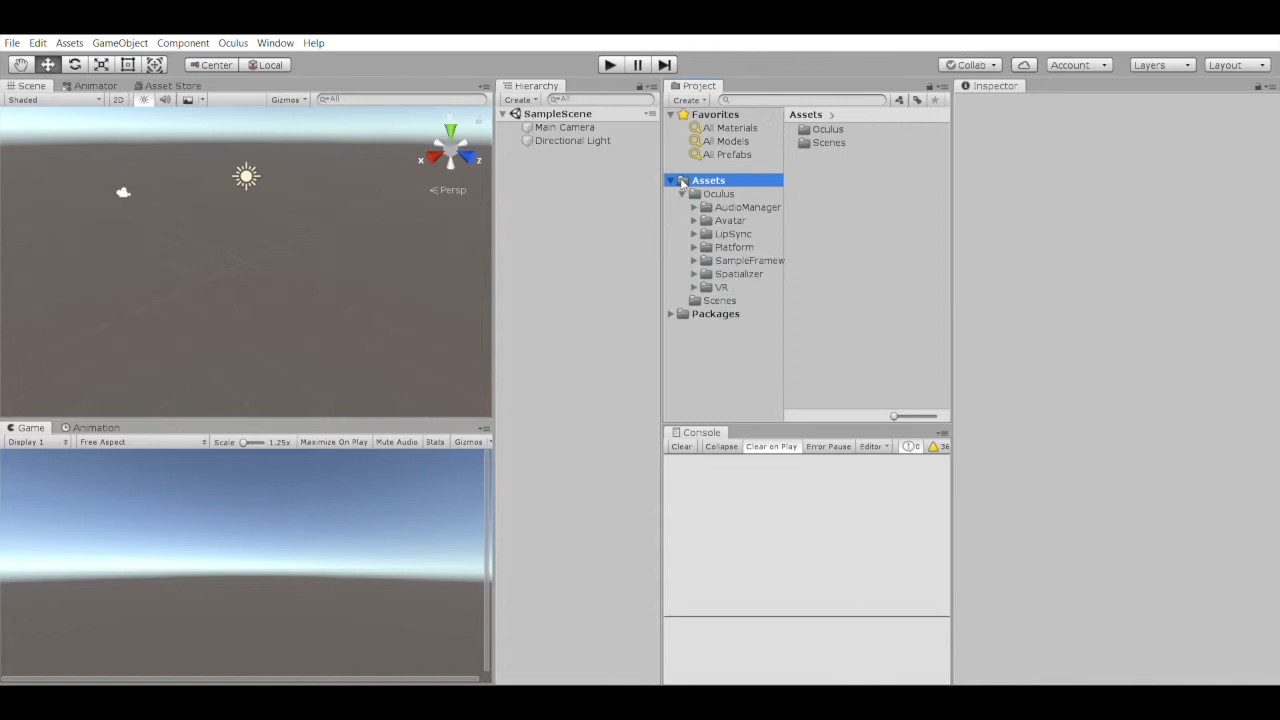 File Edit Assets GameObject Component Oculus Window Help
Center Local Collab Account Layers Layout
Scene Animator Asset Store
Shaded 2D Gizmos All
Y
x z
Persp
Game Animation
Display 1 Free Aspect Scale 1.25x Maximize On Play Mute Audio Stats Gizmos
Hierarchy
Create All
SampleScene
Main Camera
Directional Light
Project
Create
Favorites
All Materials
All Models
All Prefabs
Assets
Oculus
AudioManager
Avatar
LipSync
Platform
SampleFramew
Spatializer
VR
Scenes
Packages
Assets
Oculus
Scenes
Console
Clear Collapse Clear on Play Error Pause Editor 0 36
Inspector